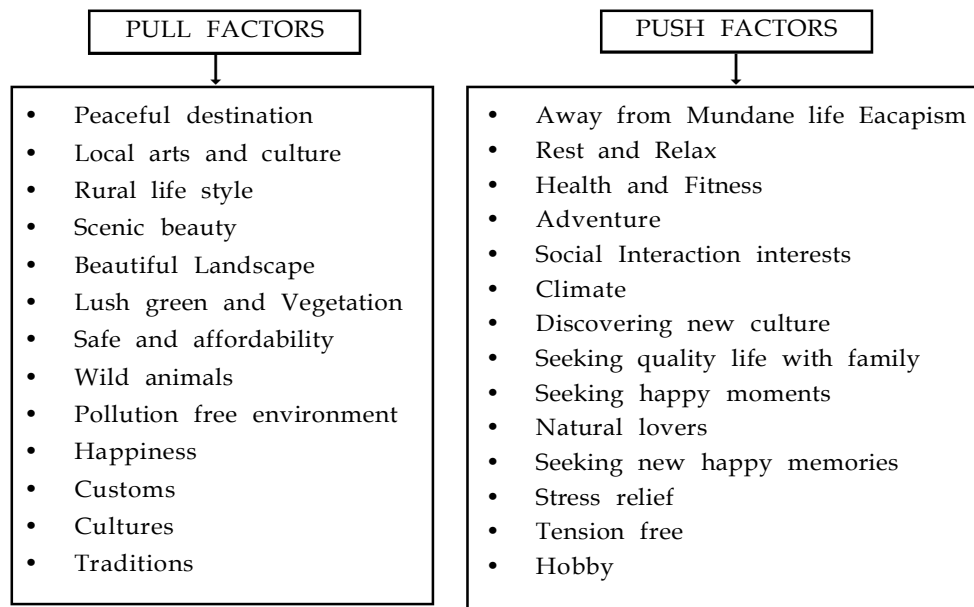 PULL FACTORS
• Peaceful destination
• Local arts and culture
• Rural life style
• Scenic beauty
• Beautiful Landscape
• Lush green and Vegetation
• Safe and affordability
• Wild animals
• Pollution free environment
• Happiness
• Customs
• Cultures
• Traditions
PUSH FACTORS
• Away from Mundane life Eacapism
• Rest and Relax
• Health and Fitness
• Adventure
• Social Interaction interests
• Climate
• Discovering new culture
• Seeking quality life with family
• Seeking happy moments
• Natural lovers
• Seeking new happy memories
• Stress relief
• Tension free
• Hobby